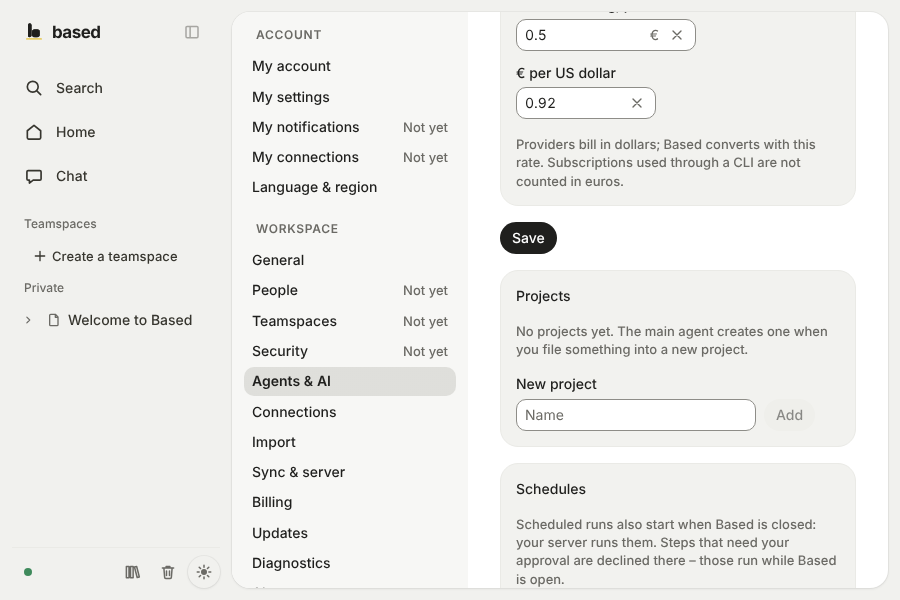 based
Search
Home
Chat
Teamspaces
Create a teamspace
Private
Welcome to Based
ACCOUNT
My account
My settings
My notifications Not yet
My connections Not yet
Language & region
WORKSPACE
General
People Not yet
Teamspaces Not yet
Security Not yet
Agents & AI
Connections
Import
Sync & server
Billing
Updates
Diagnostics
0.5 €
€ per US dollar
0.92
Providers bill in dollars; Based converts with this
rate. Subscriptions used through a CLI are not
counted in euros.
Save
Projects
No projects yet. The main agent creates one when
you file something into a new project.
New project
Name Add
Schedules
Scheduled runs also start when Based is closed:
your server runs them. Steps that need your
approval are declined there – those run while Based
is open.